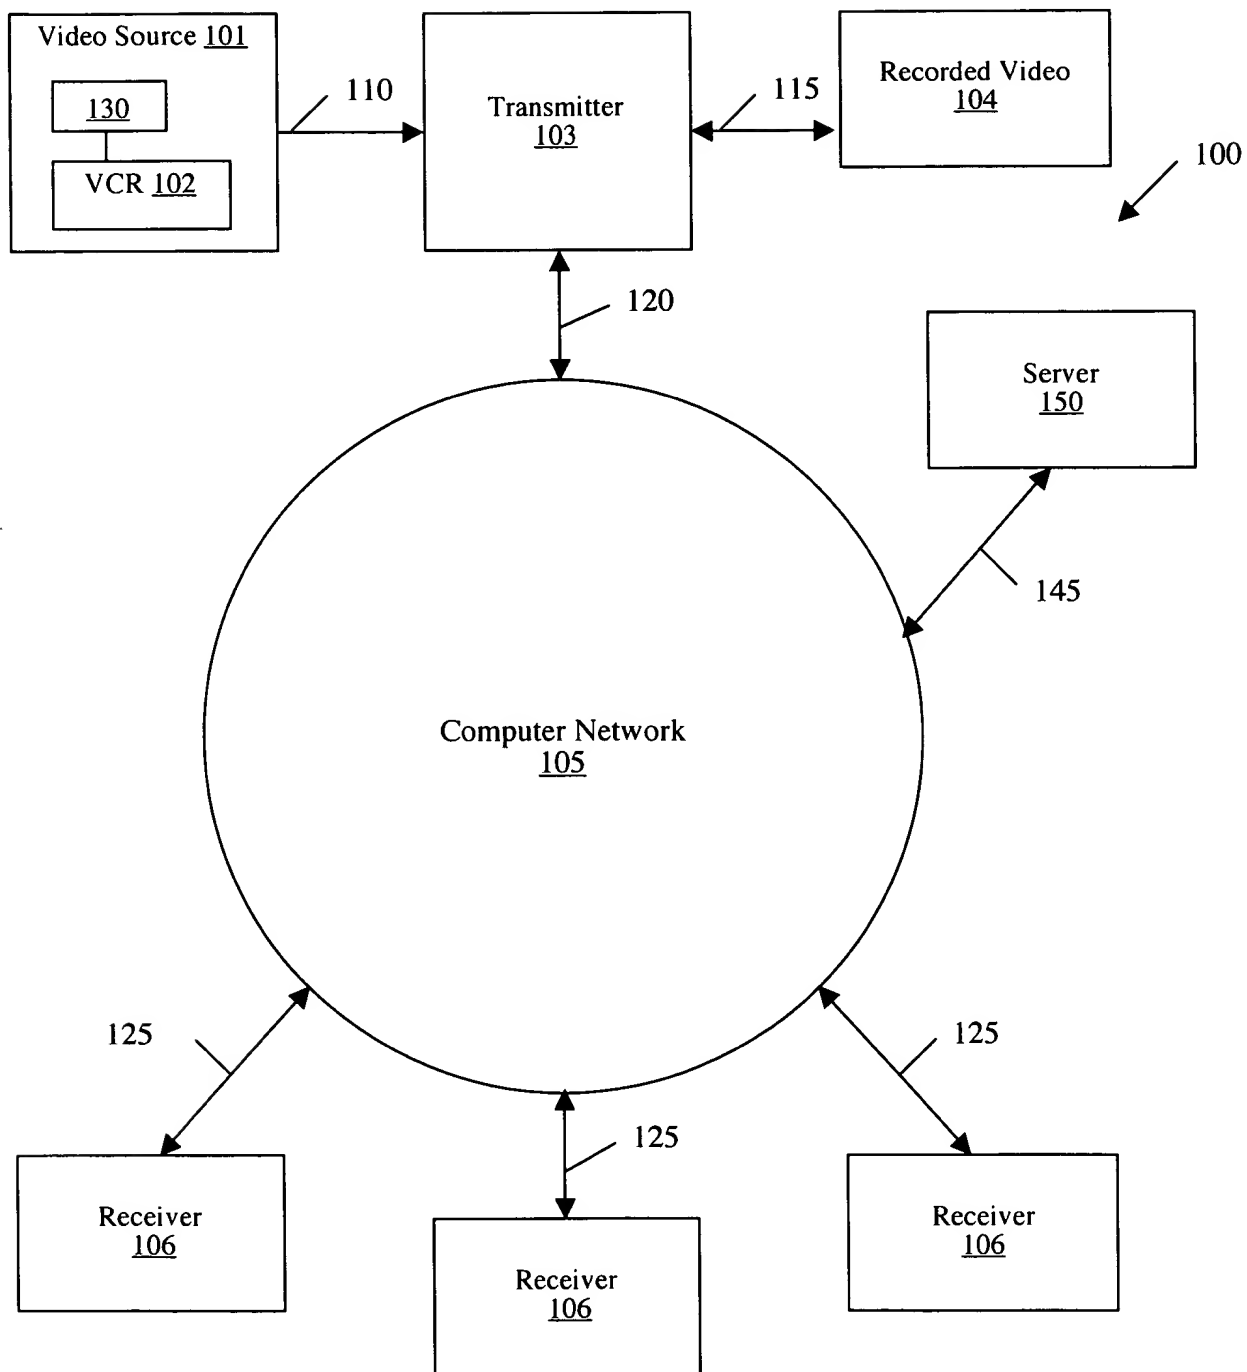 Video Source 101
130
VCR 102
110
Transmitter
103
115
Recorded Video
104
100
120
Server
150
145
Computer Network
105
125
125
125
Receiver
106
Receiver
106
Receiver
106